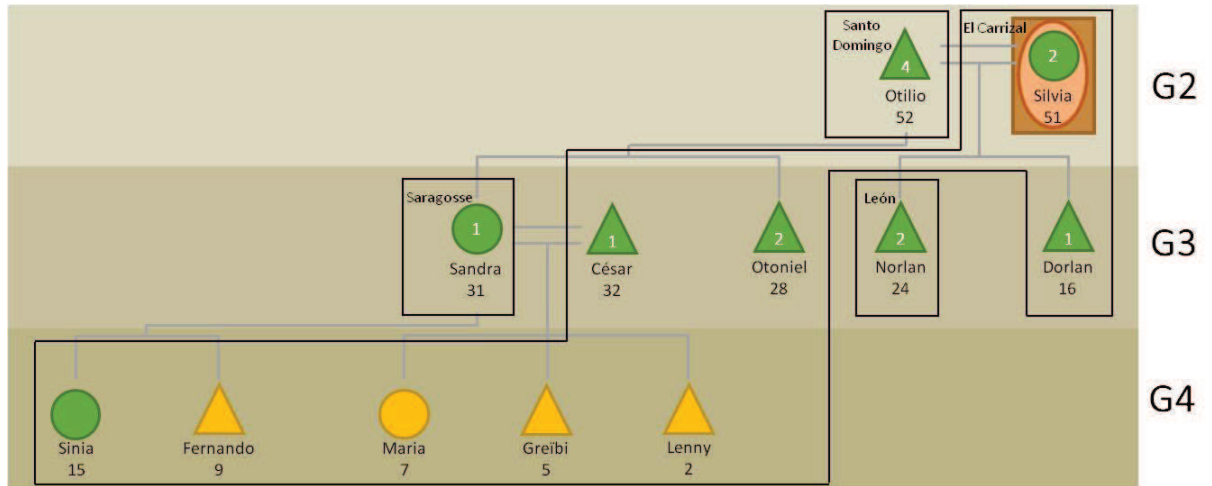 Santo
Domingo
El Carrizal
4
2
Otilio
Silvia
52
51
G2
Saragosse
León
1
1
2
2
1
Sandra
César
Otoniel
Norlan
Dorlan
31
32
28
24
16
G3
Sinia
Fernando
Maria
Greïbi
Lenny
15
9
7
5
2
G4